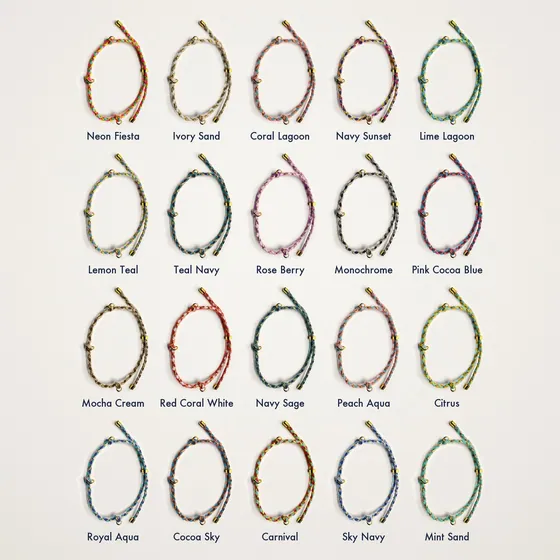 Neon Fiesta
Ivory Sand
Coral Lagoon
Navy Sunset
Lime Lagoon
Lemon Teal
Teal Navy
Rose Berry
Monochrome
Pink Cocoa Blue
Mocha Cream
Red Coral White
Navy Sage
Peach Aqua
Citrus
Royal Aqua
Cocoa Sky
Carnival
Sky Navy
Mint Sand